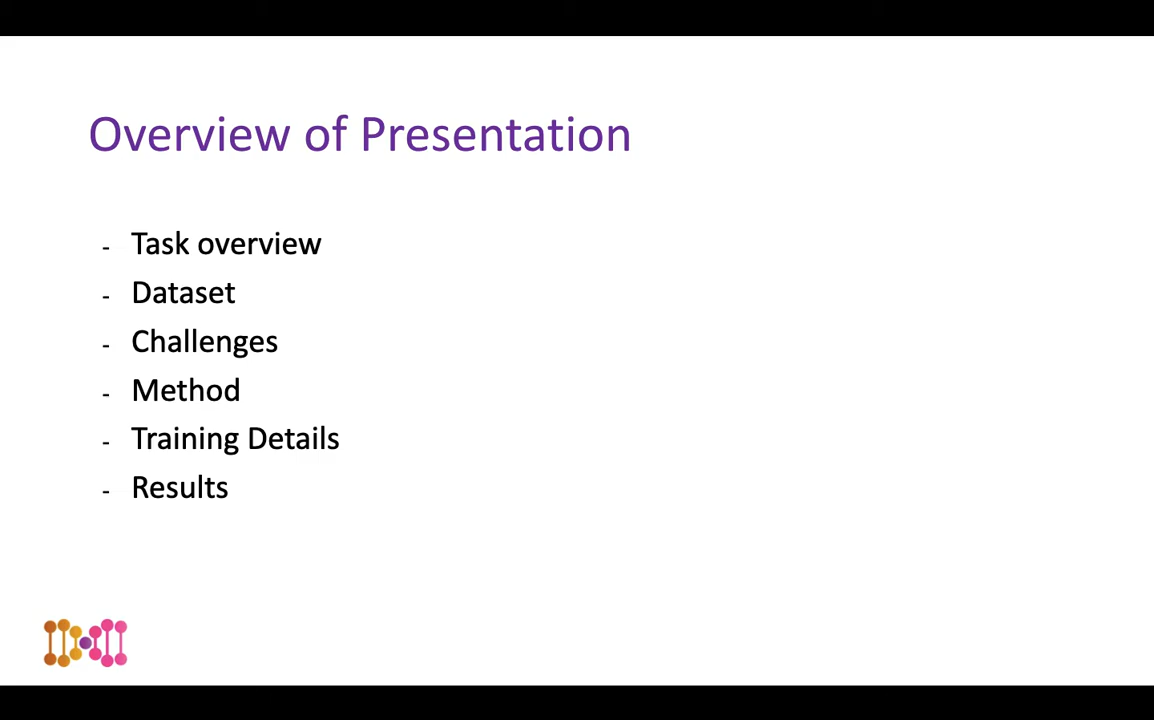 Overview of Presentation
- Task overview
- Dataset
- Challenges
- Method
- Training Details
- Results